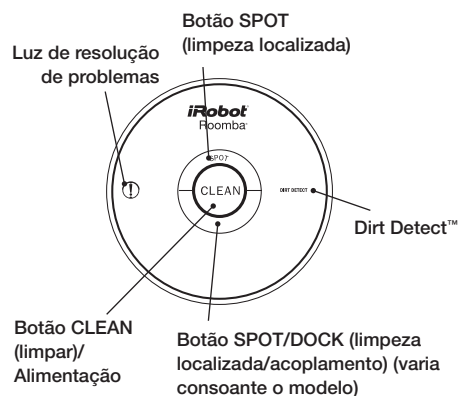 Botão SPOT
(limpeza localizada)
Luz de resolução
de problemas
iRobot
Roomba®
SPOT
CLEAN
DIRT DETECT
Dirt Detect™
Botão CLEAN
(limpar)/
Alimentação
Botão SPOT/DOCK (limpeza
localizada/acoplamento) (varia
consoante o modelo)